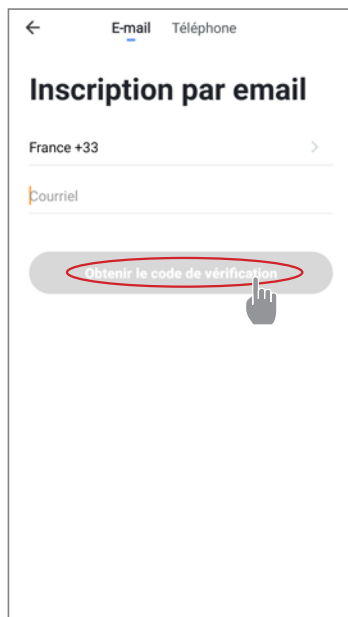 E-mail Téléphone
Inscription par email
France +33
Courriel
Obtenir le code de vérification